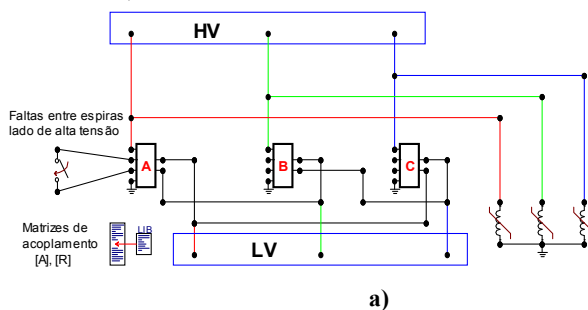 HV
Faltas entre espiras
lado de alta tensão
A
B
C
Matrizes de
acoplamento
[A], [R]
LIB
LV
a)